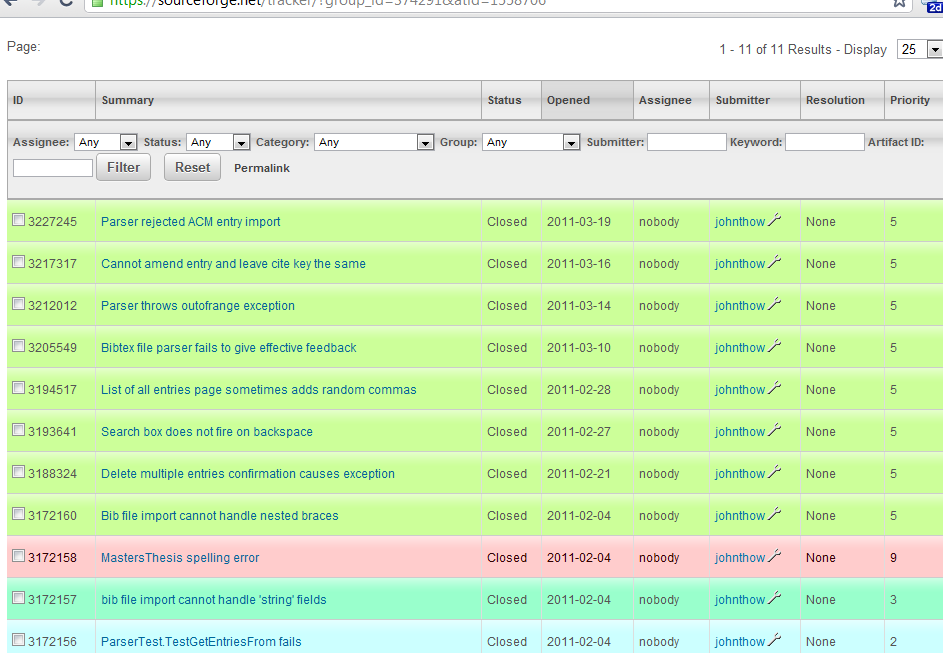 https://sourceforge.net/tracker/?group_id=374291&atid=1558706
2d
Page:
1 - 11 of 11 Results - Display 25
ID Summary Status Opened Assignee Submitter Resolution Priority
Assignee: Any Status: Any Category: Any Group: Any Submitter: Keyword: Artifact ID:
Filter Reset Permalink
3227245 Parser rejected ACM entry import Closed 2011-03-19 nobody johnthow None 5
3217317 Cannot amend entry and leave cite key the same Closed 2011-03-16 nobody johnthow None 5
3212012 Parser throws outofrange exception Closed 2011-03-14 nobody johnthow None 5
3205549 Bibtex file parser fails to give effective feedback Closed 2011-03-10 nobody johnthow None 5
3194517 List of all entries page sometimes adds random commas Closed 2011-02-28 nobody johnthow None 5
3193641 Search box does not fire on backspace Closed 2011-02-27 nobody johnthow None 5
3188324 Delete multiple entries confirmation causes exception Closed 2011-02-21 nobody johnthow None 5
3172160 Bib file import cannot handle nested braces Closed 2011-02-04 nobody johnthow None 5
3172158 MastersThesis spelling error Closed 2011-02-04 nobody johnthow None 9
3172157 bib file import cannot handle 'string' fields Closed 2011-02-04 nobody johnthow None 3
3172156 ParserTest.TestGetEntriesFrom fails Closed 2011-02-04 nobody johnthow None 2